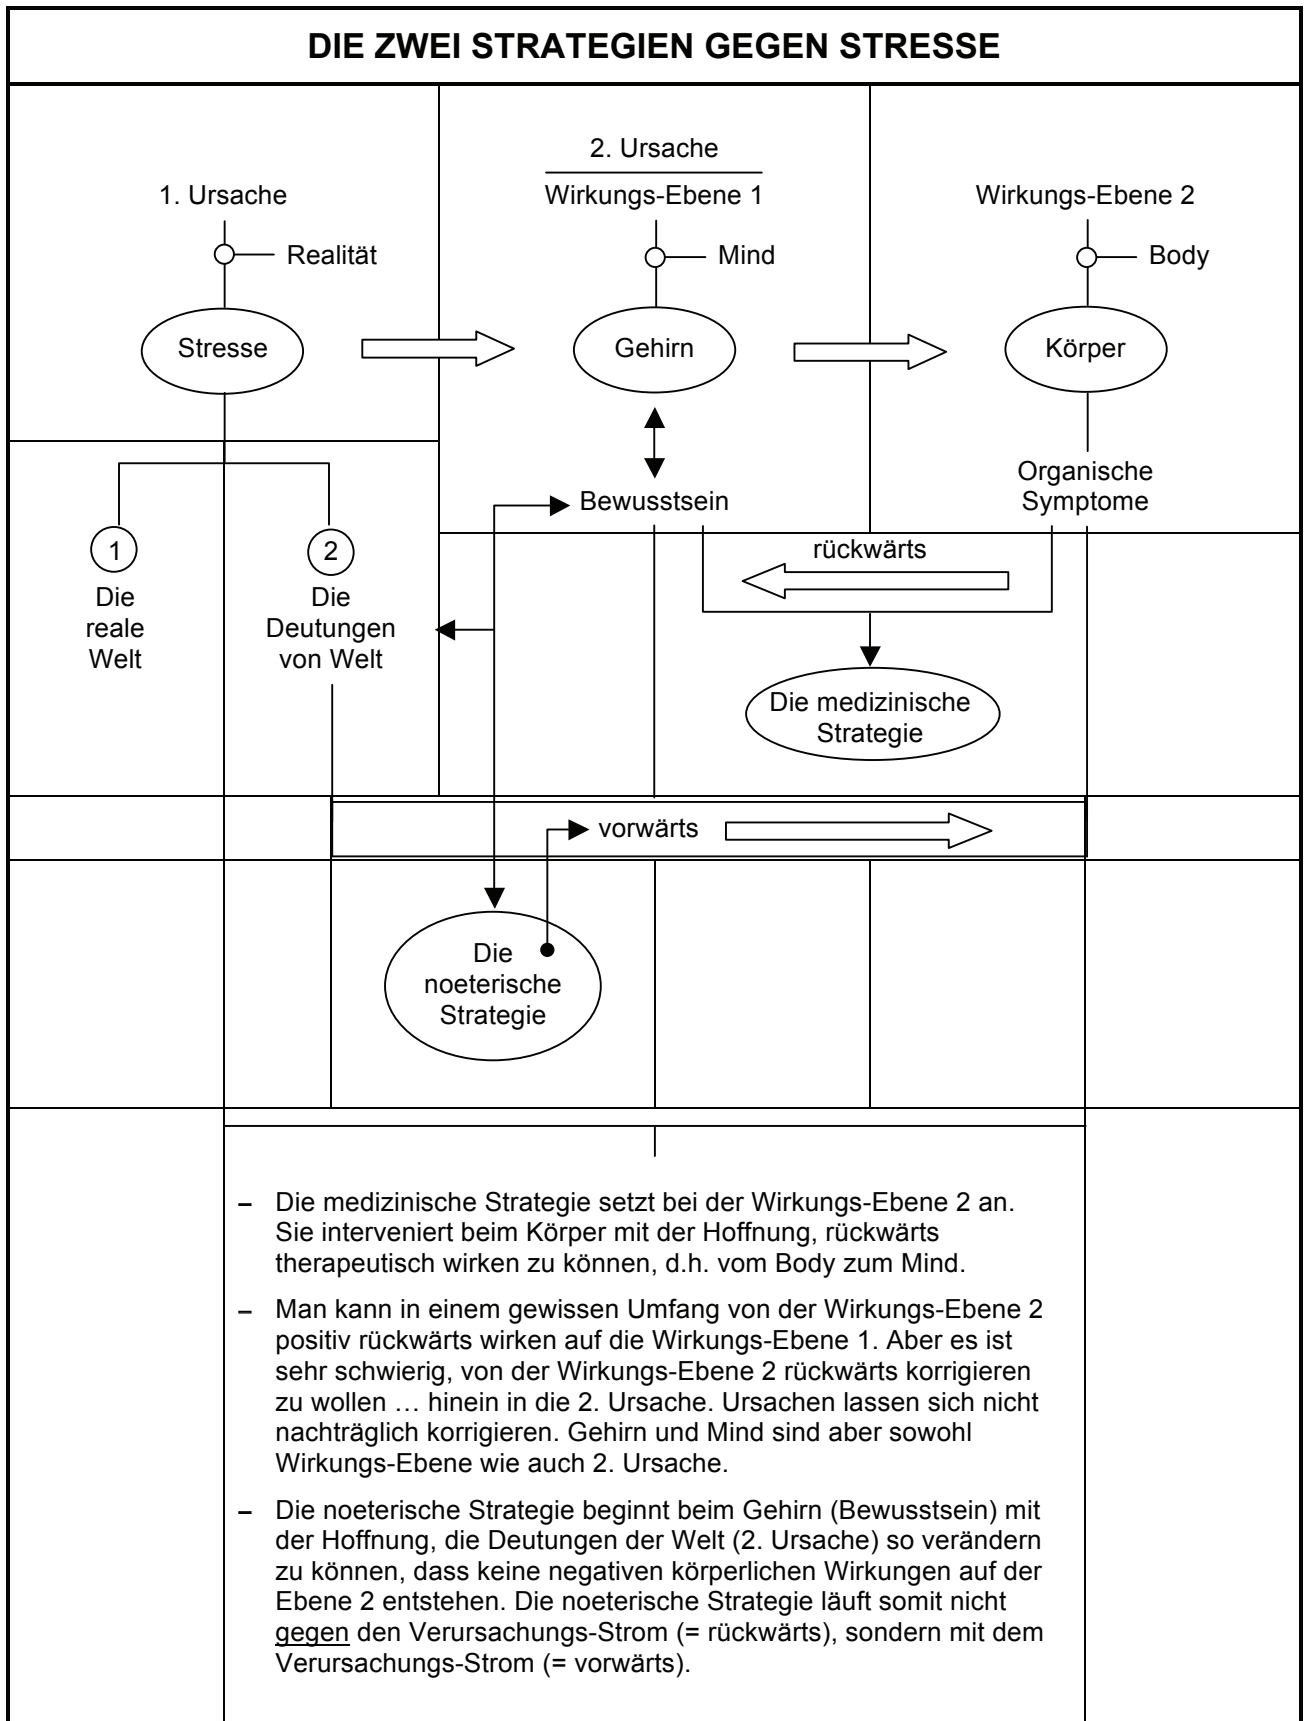 DIE ZWEI STRATEGIEN GEGEN STRESSE
1. Ursache
Realität
Stresse
2. Ursache
Wirkungs-Ebene 1
Mind
Gehirn
Bewusstsein
Wirkungs-Ebene 2
Body
Körper
Organische
Symptome
1
Die
reale
Welt
2
Die
Deutungen
von Welt
rückwärts
Die medizinische
Strategie
vorwärts
Die
noeterische
Strategie
– Die medizinische Strategie setzt bei der Wirkungs-Ebene 2 an.
Sie interveniert beim Körper mit der Hoffnung, rückwärts
therapeutisch wirken zu können, d.h. vom Body zum Mind.
– Man kann in einem gewissen Umfang von der Wirkungs-Ebene 2
positiv rückwärts wirken auf die Wirkungs-Ebene 1. Aber es ist
sehr schwierig, von der Wirkungs-Ebene 2 rückwärts korrigieren
zu wollen … hinein in die 2. Ursache. Ursachen lassen sich nicht
nachträglich korrigieren. Gehirn und Mind sind aber sowohl
Wirkungs-Ebene wie auch 2. Ursache.
– Die noeterische Strategie beginnt beim Gehirn (Bewusstsein) mit
der Hoffnung, die Deutungen der Welt (2. Ursache) so verändern
zu können, dass keine negativen körperlichen Wirkungen auf der
Ebene 2 entstehen. Die noeterische Strategie läuft somit nicht
gegen den Verursachungs-Strom (= rückwärts), sondern mit dem
Verursachungs-Strom (= vorwärts).